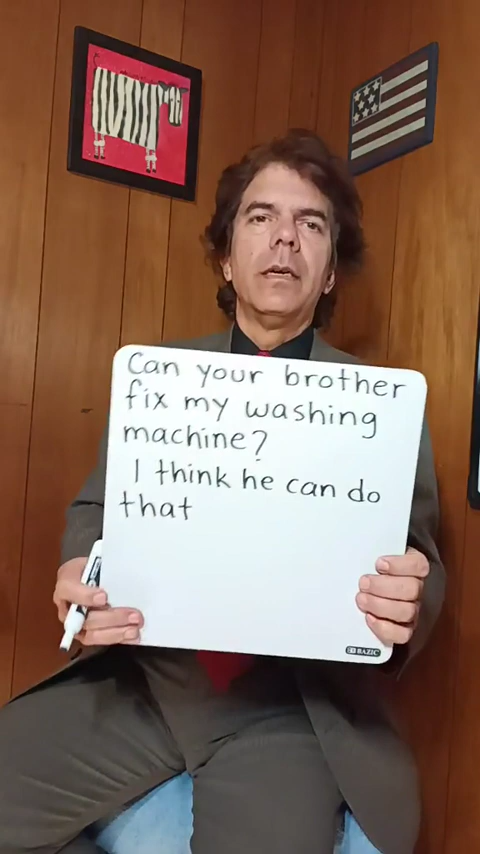 Can your brother
fix my washing
machine?
I think he can do
that
BAZIC